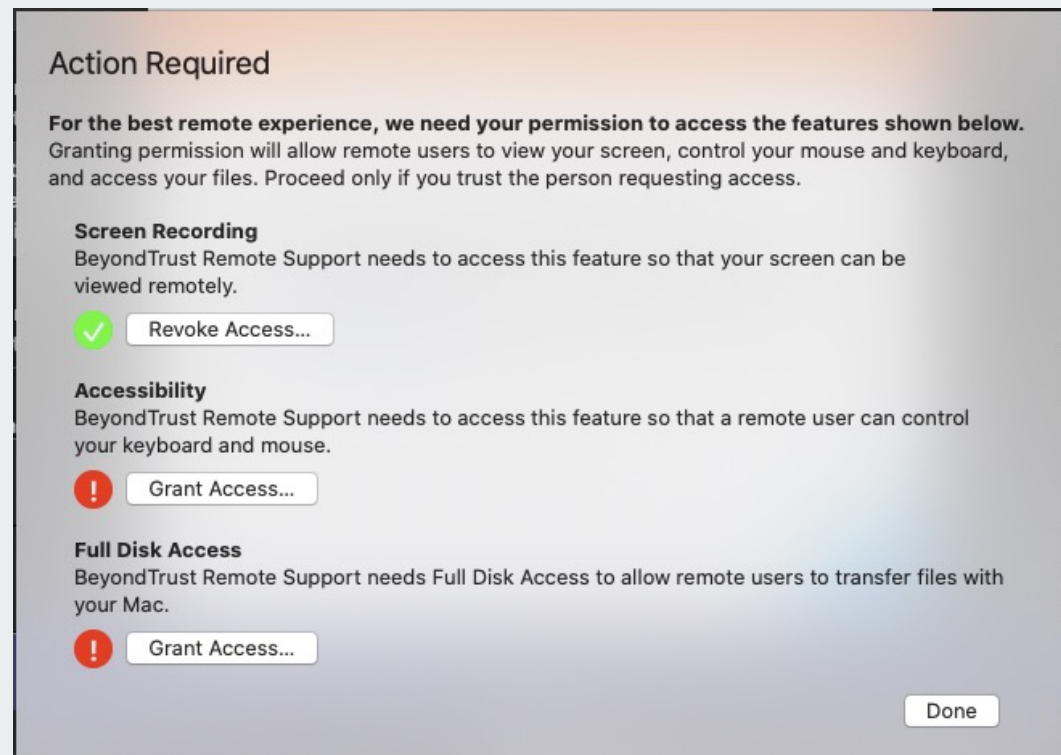 Action Required
For the best remote experience, we need your permission to access the features shown below.
Granting permission will allow remote users to view your screen, control your mouse and keyboard,
and access your files. Proceed only if you trust the person requesting access.
Screen Recording
BeyondTrust Remote Support needs to access this feature so that your screen can be
viewed remotely.
Revoke Access...
Accessibility
BeyondTrust Remote Support needs to access this feature so that a remote user can control
your keyboard and mouse.
Grant Access...
Full Disk Access
BeyondTrust Remote Support needs Full Disk Access to allow remote users to transfer files with
your Mac.
Grant Access...
Done